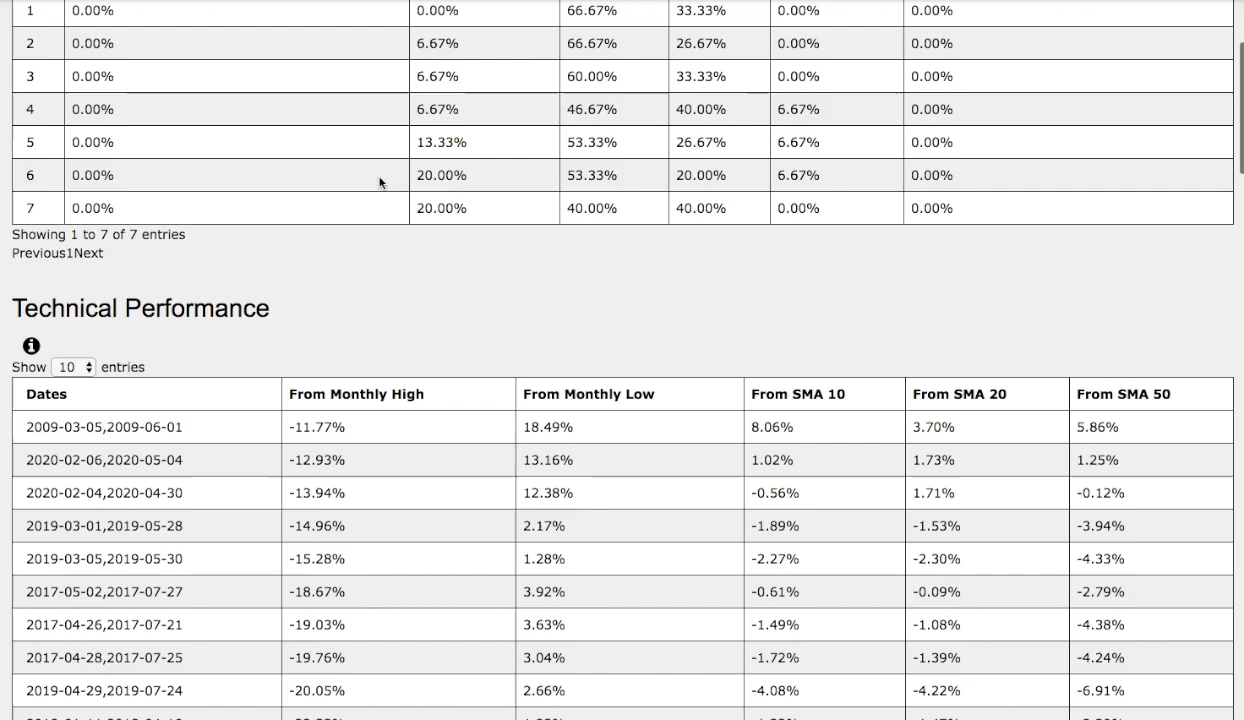 1 0.00% 0.00% 66.67% 33.33% 0.00% 0.00%
2 0.00% 6.67% 66.67% 26.67% 0.00% 0.00%
3 0.00% 6.67% 60.00% 33.33% 0.00% 0.00%
4 0.00% 6.67% 46.67% 40.00% 6.67% 0.00%
5 0.00% 13.33% 53.33% 26.67% 6.67% 0.00%
6 0.00% 20.00% 53.33% 20.00% 6.67% 0.00%
7 0.00% 20.00% 40.00% 40.00% 0.00% 0.00%
Showing 1 to 7 of 7 entries
Previous1Next
Technical Performance
Show 10 entries
Dates From Monthly High From Monthly Low From SMA 10 From SMA 20 From SMA 50
2009-03-05,2009-06-01 -11.77% 18.49% 8.06% 3.70% 5.86%
2020-02-06,2020-05-04 -12.93% 13.16% 1.02% 1.73% 1.25%
2020-02-04,2020-04-30 -13.94% 12.38% -0.56% 1.71% -0.12%
2019-03-01,2019-05-28 -14.96% 2.17% -1.89% -1.53% -3.94%
2019-03-05,2019-05-30 -15.28% 1.28% -2.27% -2.30% -4.33%
2017-05-02,2017-07-27 -18.67% 3.92% -0.61% -0.09% -2.79%
2017-04-26,2017-07-21 -19.03% 3.63% -1.49% -1.08% -4.38%
2017-04-28,2017-07-25 -19.76% 3.04% -1.72% -1.39% -4.24%
2019-04-29,2019-07-24 -20.05% 2.66% -4.08% -4.22% -6.91%